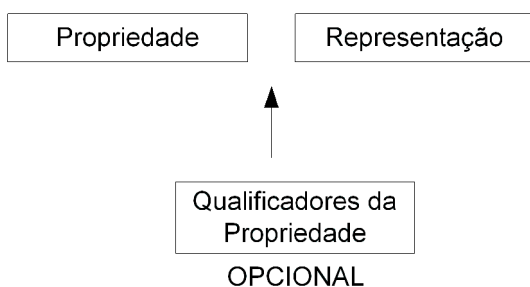 Propriedade
Representação
Qualificadores da
Propriedade
OPCIONAL